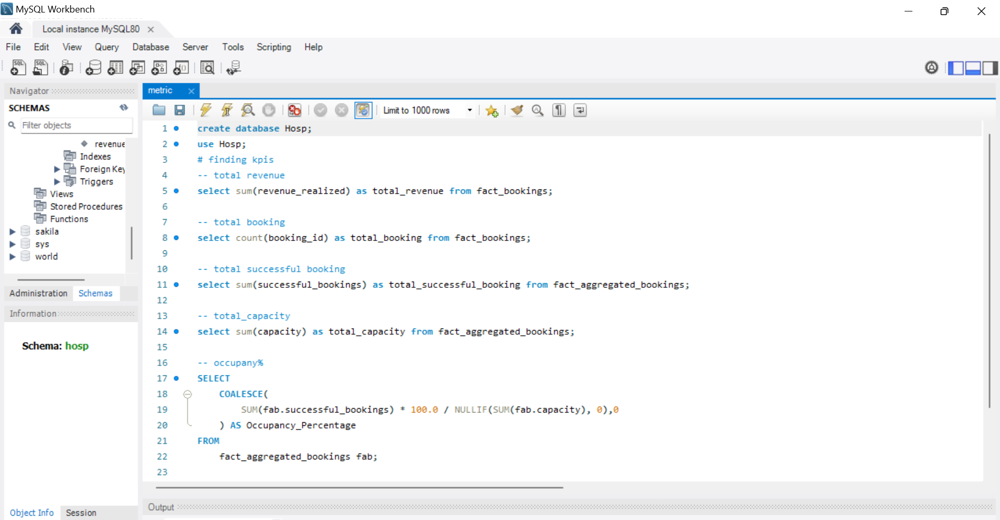 MySQL Workbench
Local instance MySQL80
File Edit View Query Database Server Tools Scripting Help
Navigator
SCHEMAS
Filter objects
revenue
Indexes
Foreign Key
Triggers
Views
Stored Procedures
Functions
sakila
sys
world
Administration Schemas
Information
Schema: hosp
Object Info Session
metric
Limit to 1000 rows
1 create database Hosp;
2 use Hosp;
3 # finding kpis
4 -- total revenue
5 select sum(revenue_realized) as total_revenue from fact_bookings;
6
7 -- total booking
8 select count(booking_id) as total_booking from fact_bookings;
9
10 -- total successful booking
11 select sum(successful_bookings) as total_successful_booking from fact_aggregated_bookings;
12
13 -- total_capacity
14 select sum(capacity) as total_capacity from fact_aggregated_bookings;
15
16 -- occupany%
17 SELECT
18 COALESCE(
19 SUM(fab.successful_bookings) * 100.0 / NULLIF(SUM(fab.capacity), 0),0
20 ) AS Occupancy_Percentage
21 FROM
22 fact_aggregated_bookings fab;
23
Output